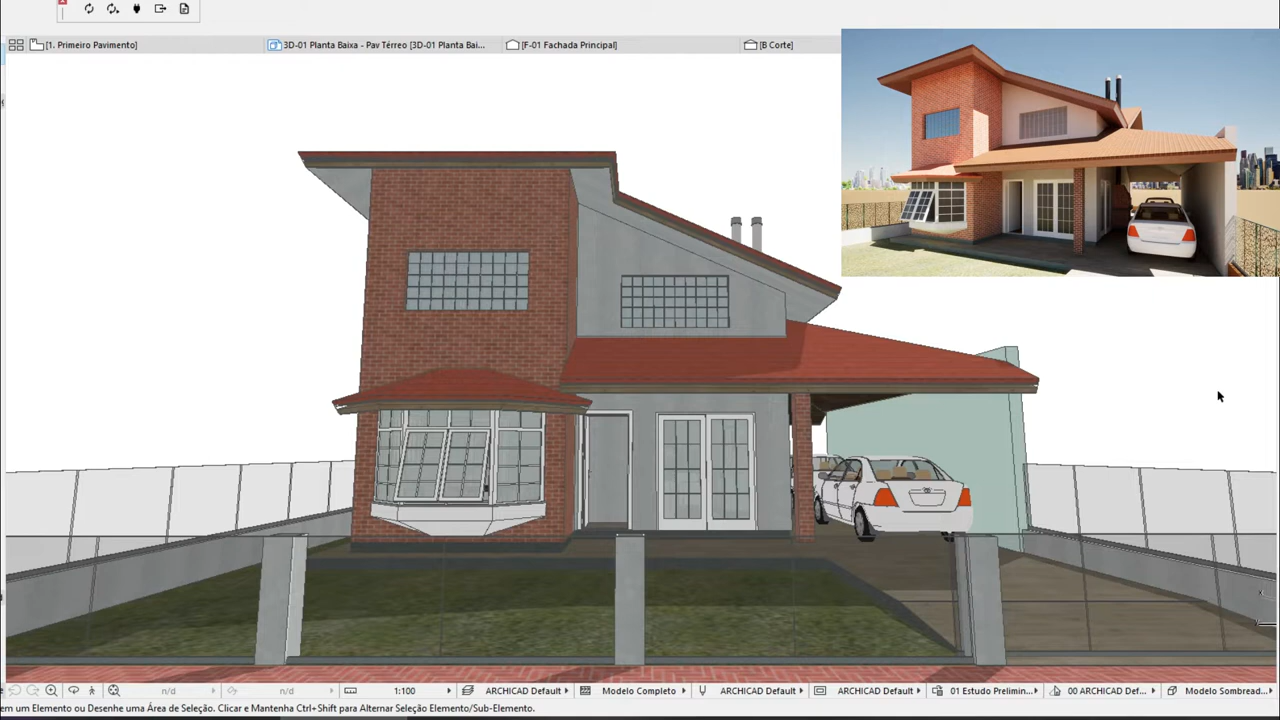 [1. Primeiro Pavimento]
3D-01 Planta Baixa - Pav Térreo [3D-01 Planta Bai...
[F-01 Fachada Principal]
[B Corte]
n/d
n/d
1:100
ARCHICAD Default
Modelo Completo
ARCHICAD Default
ARCHICAD Default
01 Estudo Prelimin...
00 ARCHICAD Def...
Modelo Sombread...
em um Elemento ou Desenhe uma Área de Seleção. Clicar e Mantenha Ctrl+Shift para Alternar Seleção Elemento/Sub-Elemento.